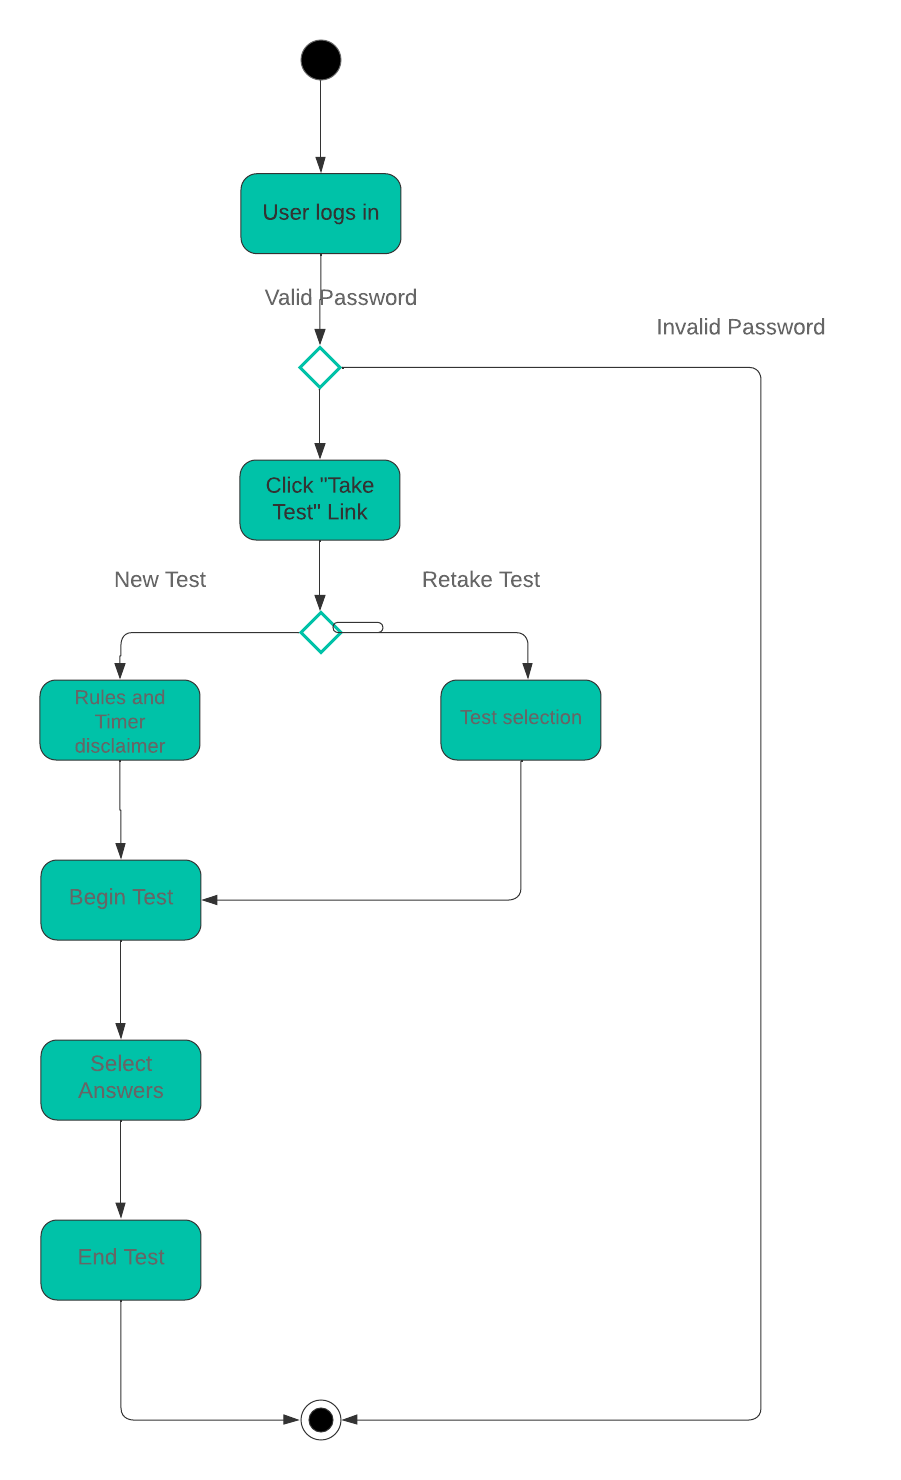 User logs in
Valid Password
Invalid Password
Click "Take
Test" Link
New Test
Retake Test
Rules and
Timer
disclaimer
Test selection
Begin Test
Select
Answers
End Test